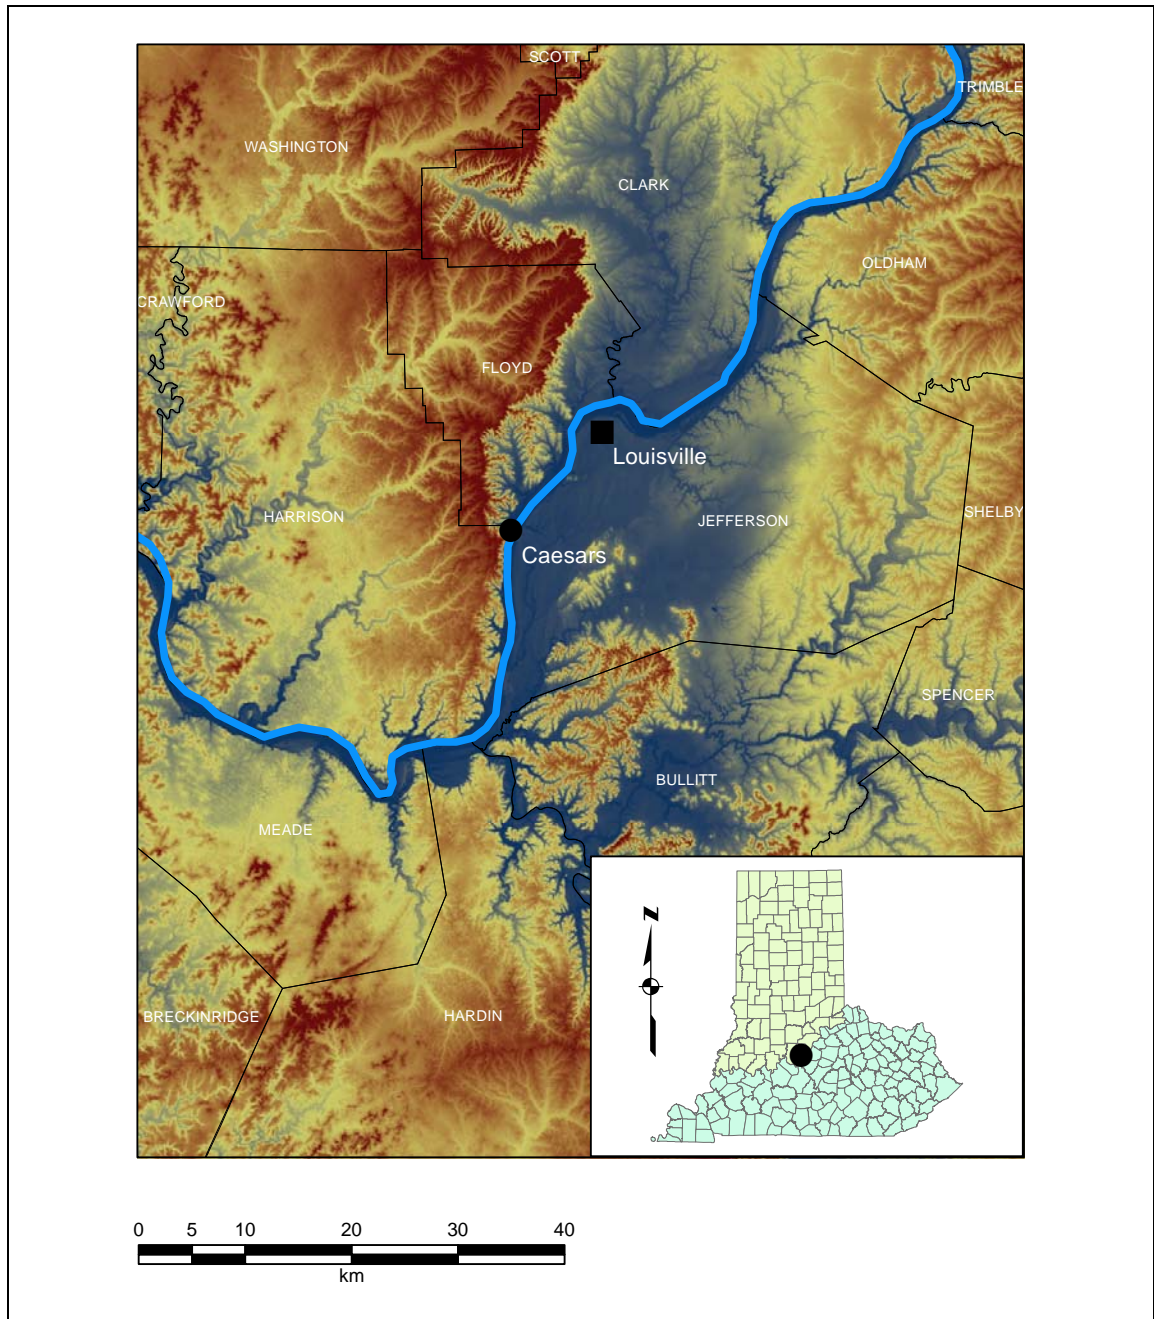 SCOTT
TRIMBLE
WASHINGTON
CLARK
OLDHAM
CRAWFORD
FLOYD
Louisville
HARRISON
JEFFERSON
SHELBY
Caesars
SPENCER
BULLITT
MEADE
N
BRECKINRIDGE
HARDIN
0 5 10 20 30 40
km